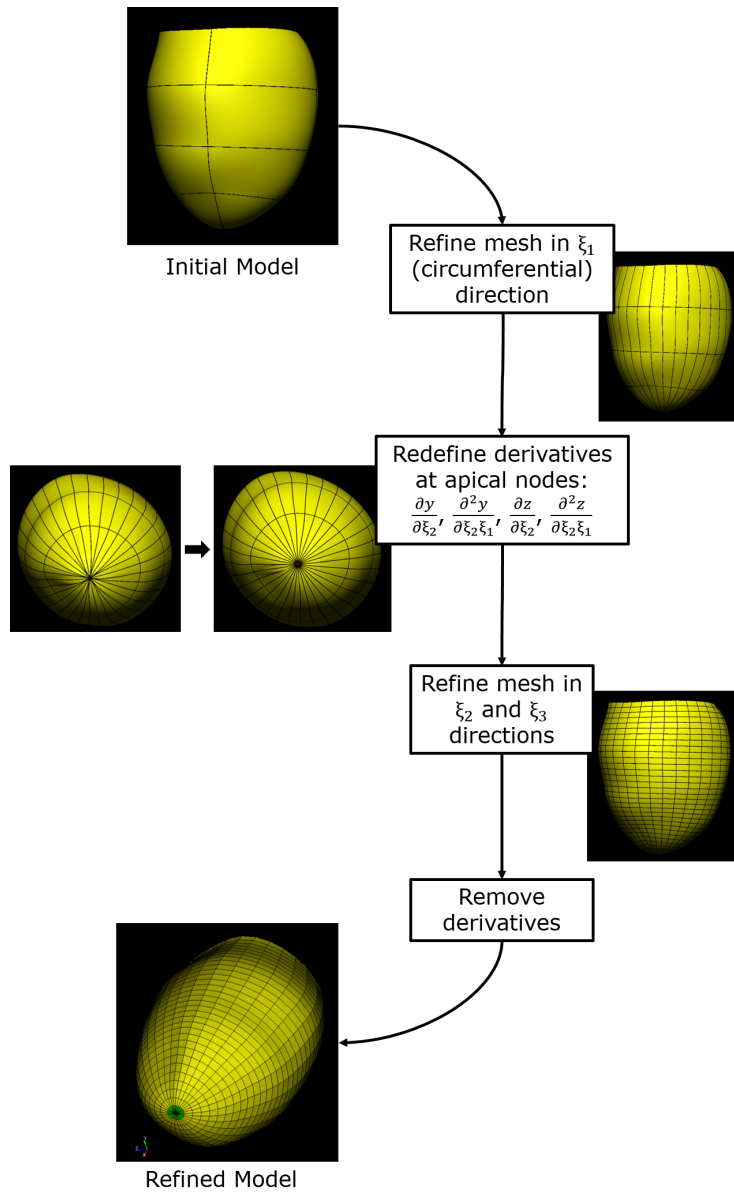 Initial Model
Refine mesh in ξ₁
(circumferential)
direction
Redefine derivatives
at apical nodes:
∂y/∂ξ₂, ∂²y/∂ξ₂ξ₁, ∂z/∂ξ₂, ∂²z/∂ξ₂ξ₁
Refine mesh in
ξ₂ and ξ₃
directions
Remove
derivatives
Refined Model